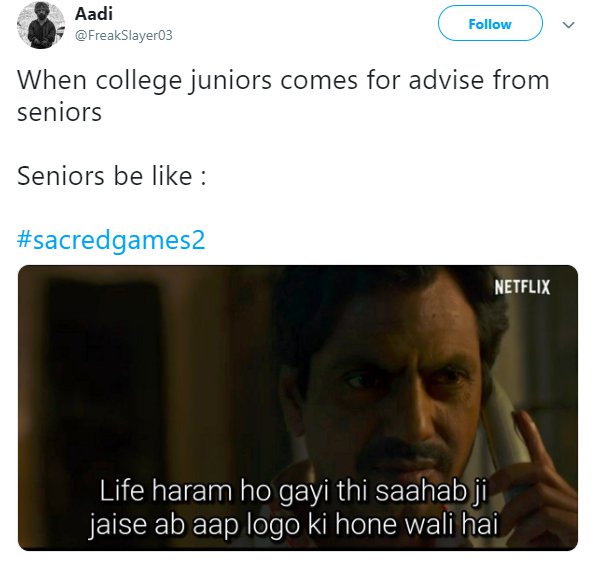 Aadi
@FreakSlayer03
Follow
When college juniors comes for advise from
seniors
Seniors be like :
#sacredgames2
NETFLIX
Life haram ho gayi thi saahab ji
jaise ab aap logo ki hone wali hai